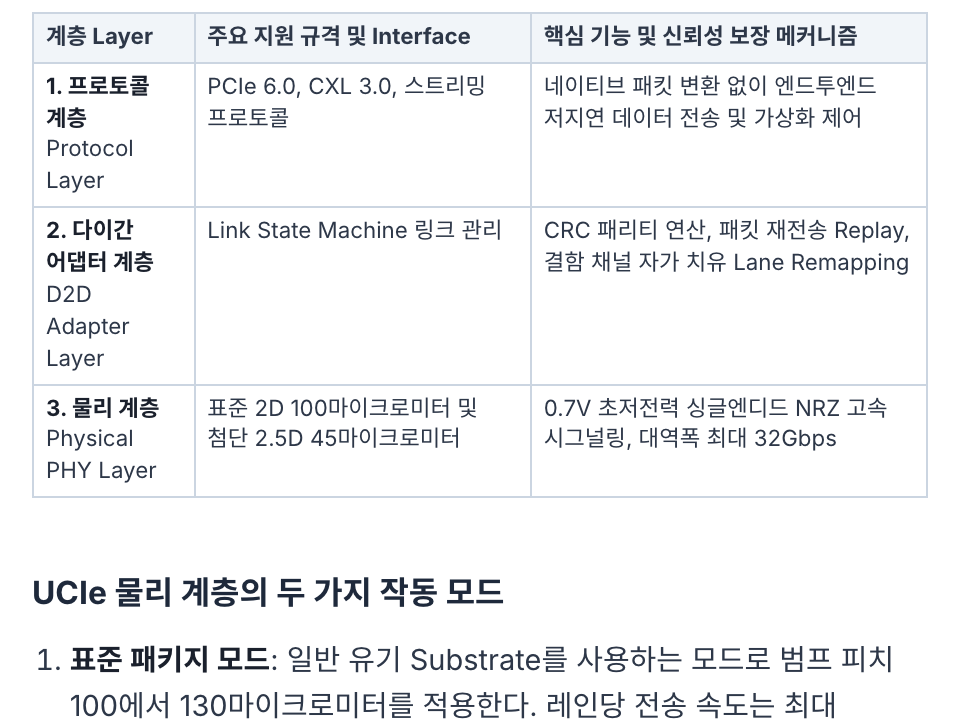 계층 Layer
주요 지원 규격 및 Interface
핵심 기능 및 신뢰성 보장 메커니즘
1. 프로토콜
계층
Protocol
Layer
PCIe 6.0, CXL 3.0, 스트리밍
프로토콜
네이티브 패킷 변환 없이 엔드투엔드
저지연 데이터 전송 및 가상화 제어
2. 다이간
어댑터 계층
D2D
Adapter
Layer
Link State Machine 링크 관리
CRC 패리티 연산, 패킷 재전송 Replay,
결함 채널 자가 치유 Lane Remapping
3. 물리 계층
Physical
PHY Layer
표준 2D 100마이크로미터 및
첨단 2.5D 45마이크로미터
0.7V 초저전력 싱글엔디드 NRZ 고속
시그널링, 대역폭 최대 32Gbps
UCIe 물리 계층의 두 가지 작동 모드
1. 표준 패키지 모드: 일반 유기 Substrate를 사용하는 모드로 범프 피치
100에서 130마이크로미터를 적용한다. 레인당 전송 속도는 최대